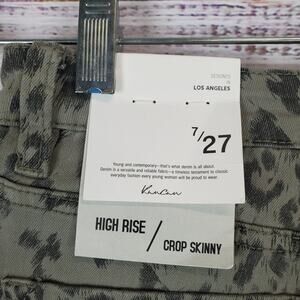 DESIGNED
IN
LOS ANGELES
7/27
Young and contemporary-that's what denim is all about.
Denim is a versatile and reliable fabric-a timeless testament to classic
everyday fashion every young woman will be proud to wear.
KanCan
HIGH RISE / CROP SKINNY